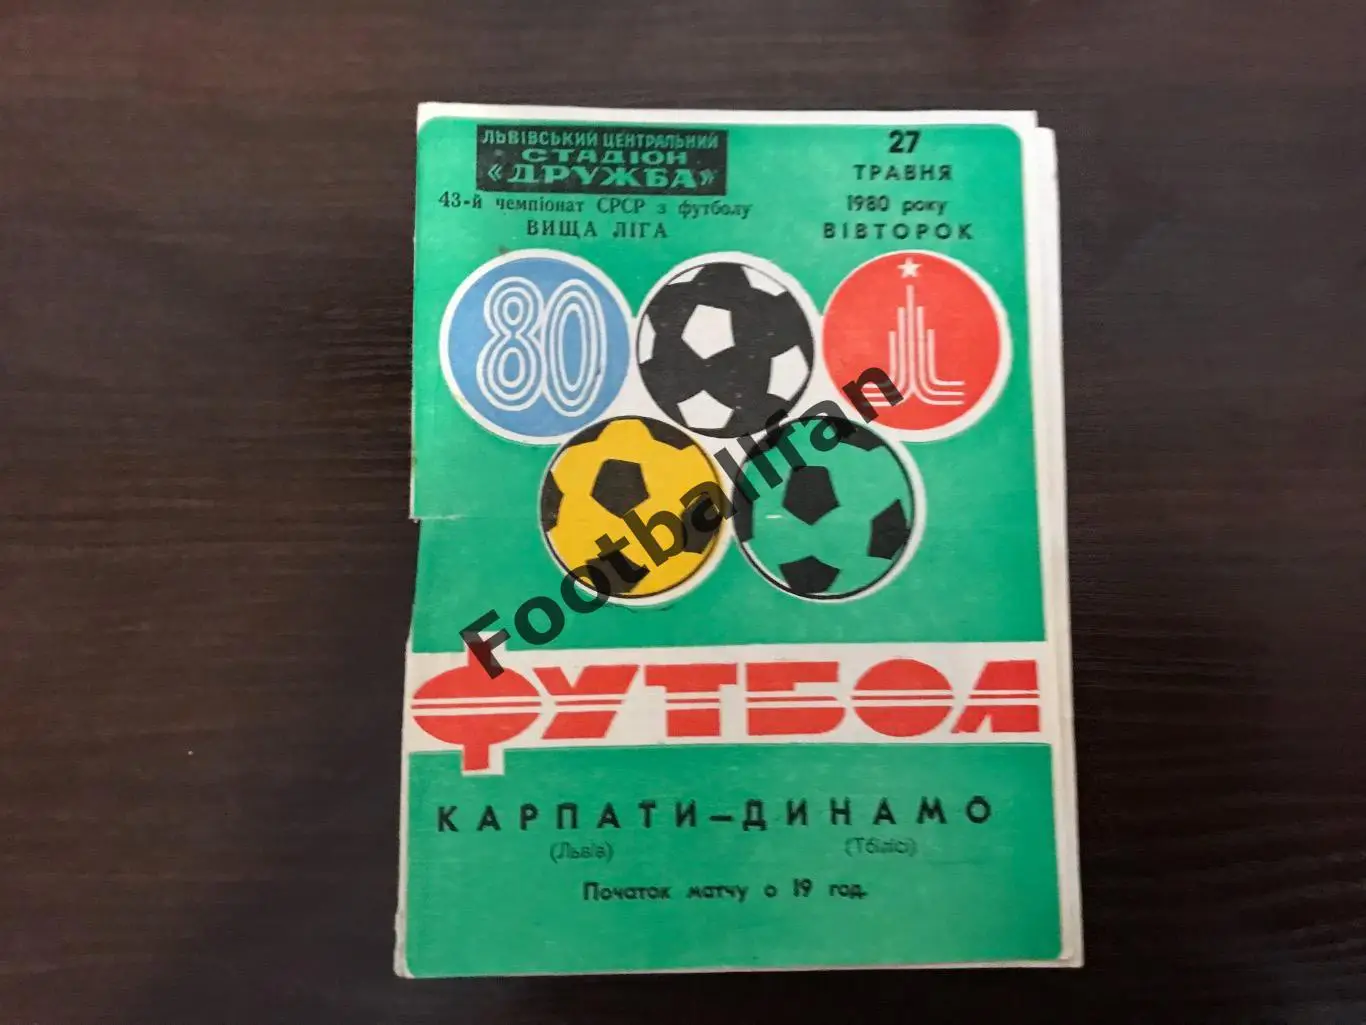 ЛЬВІВСЬКИЙ ЦЕНТРАЛЬНИЙ
СТАДІОН
«ДРУЖБА»
43-й чемпіонат СРСР з футболу
ВИЩА ЛІГА
27
ТРАВНЯ
1980 року
ВІВТОРОК
80
Footballfan
ФУТБОЛ
КАРПАТИ — ДИНАМО
(Львів) (Тбілісі)
Початок матчу о 19 год.